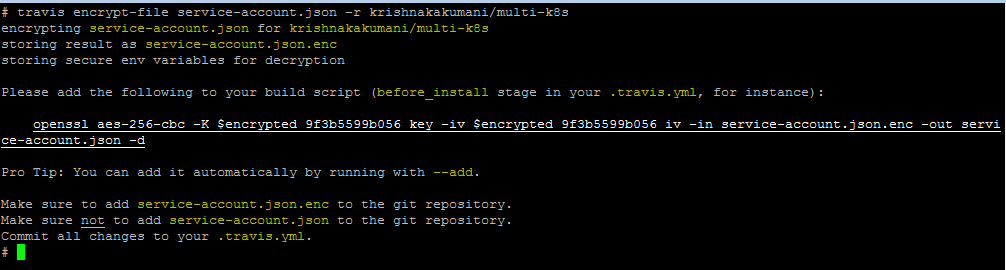 # travis encrypt-file service-account.json -r krishnakakumani/multi-k8s
encrypting service-account.json for krishnakakumani/multi-k8s
storing result as service-account.json.enc
storing secure env variables for decryption
Please add the following to your build script (before_install stage in your .travis.yml, for instance):
openssl aes-256-cbc -K $encrypted_9f3b5599b056_key -iv $encrypted_9f3b5599b056_iv -in service-account.json.enc -out servi
ce-account.json -d
Pro Tip: You can add it automatically by running with --add.
Make sure to add service-account.json.enc to the git repository.
Make sure not to add service-account.json to the git repository.
Commit all changes to your .travis.yml.
#